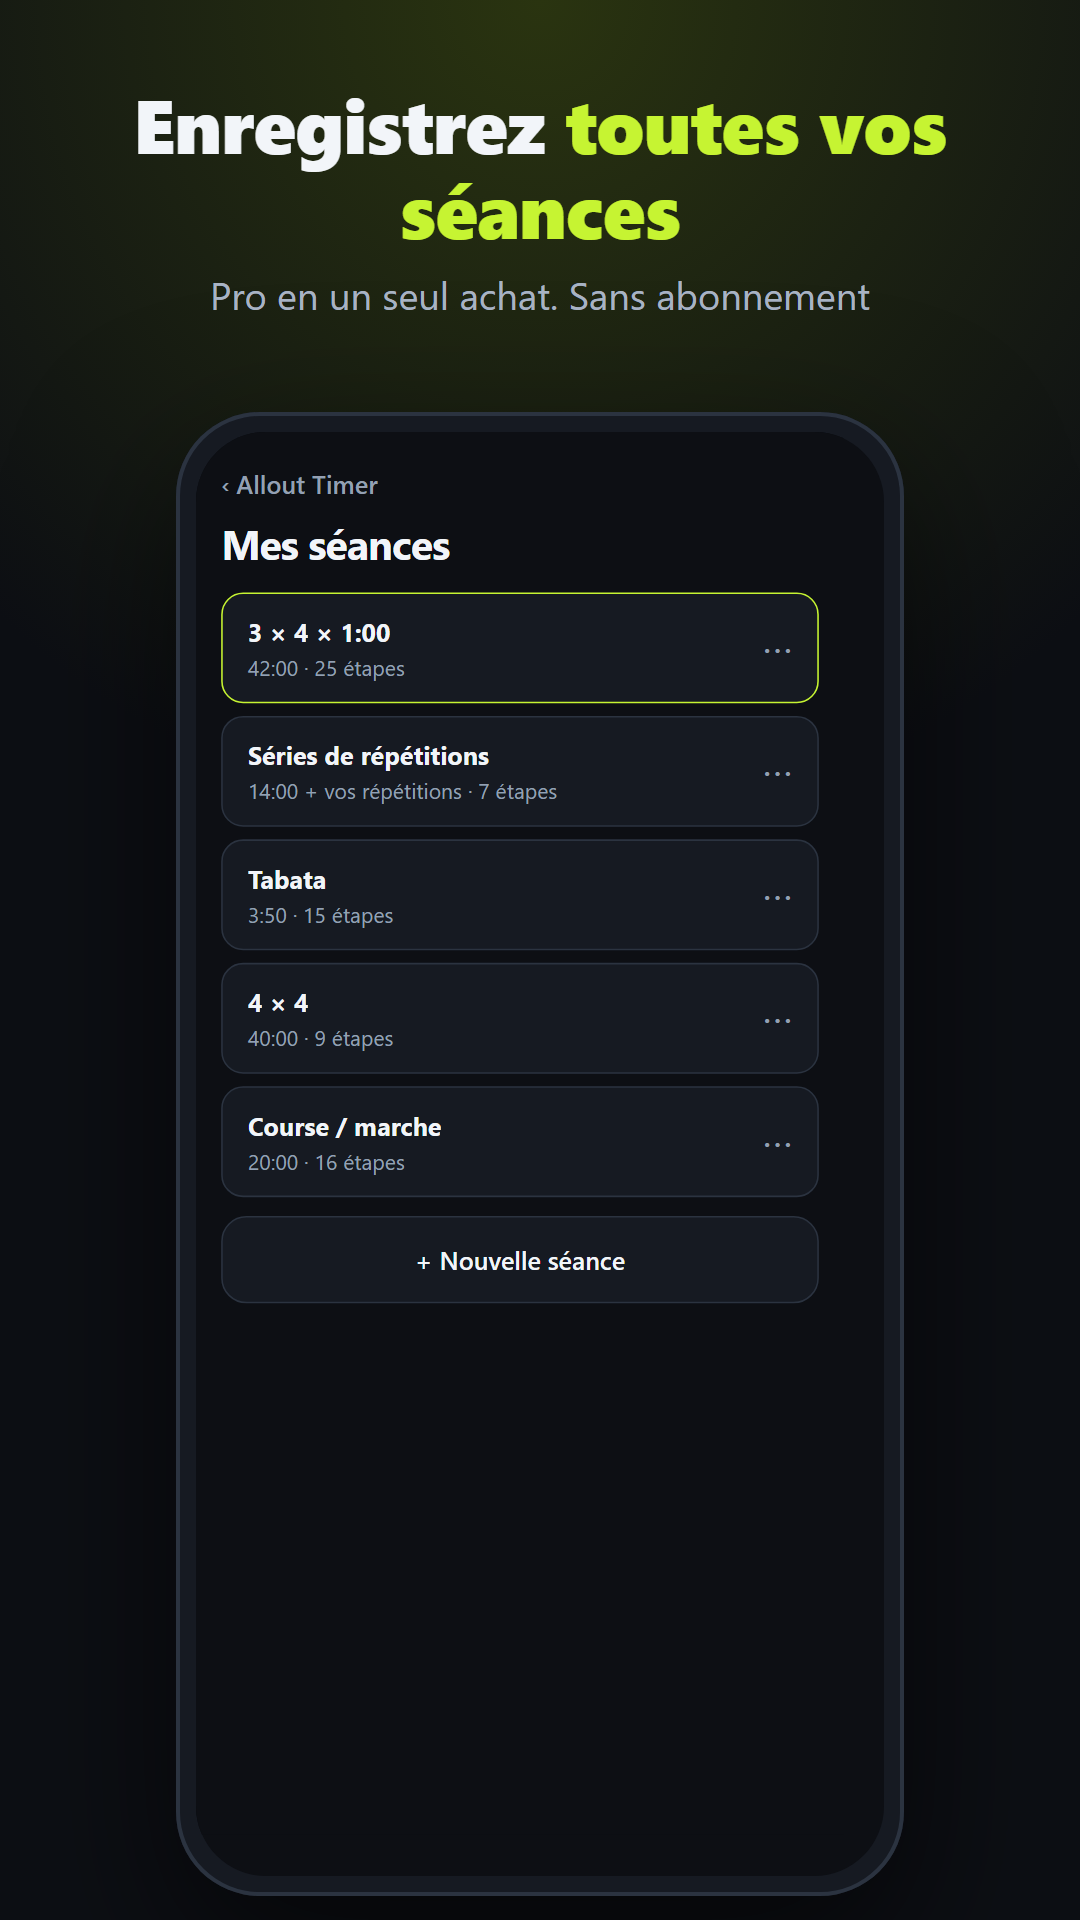 Enregistrez toutes vos
séances
Pro en un seul achat. Sans abonnement
‹ Allout Timer
Mes séances
3 × 4 × 1:00
42:00 · 25 étapes
...
Séries de répétitions
14:00 + vos répétitions · 7 étapes
...
Tabata
3:50 · 15 étapes
...
4 × 4
40:00 · 9 étapes
...
Course / marche
20:00 · 16 étapes
...
+ Nouvelle séance